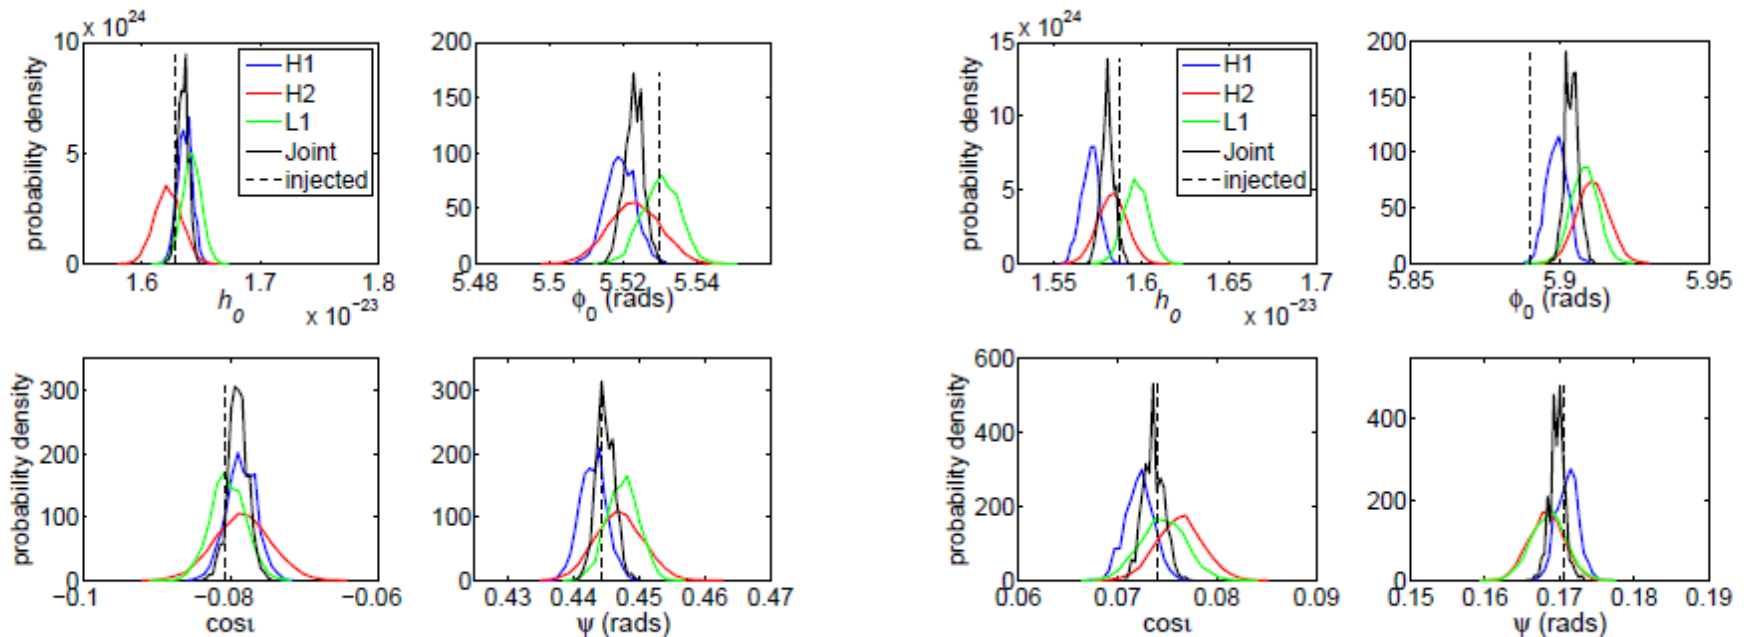 x 10^24
10
5
0
1.6
1.7
1.8
h_o
x 10^−23
probability density
H1
H2
L1
Joint
injected
200
150
100
50
0
5.48
5.5
5.52
5.54
ϕ_0 (rads)
x 10^24
15
10
5
0
1.55
1.6
1.65
1.7
h_o
x 10^−23
probability density
H1
H2
L1
Joint
injected
200
150
100
50
0
5.85
5.9
5.95
ϕ_0 (rads)
300
200
100
0
−0.1
−0.08
−0.06
cosι
probability density
300
200
100
0
0.43
0.44
0.45
0.46
0.47
ψ (rads)
600
400
200
0
0.06
0.07
0.08
0.09
cosι
probability density
400
200
0
0.15
0.16
0.17
0.18
0.19
ψ (rads)